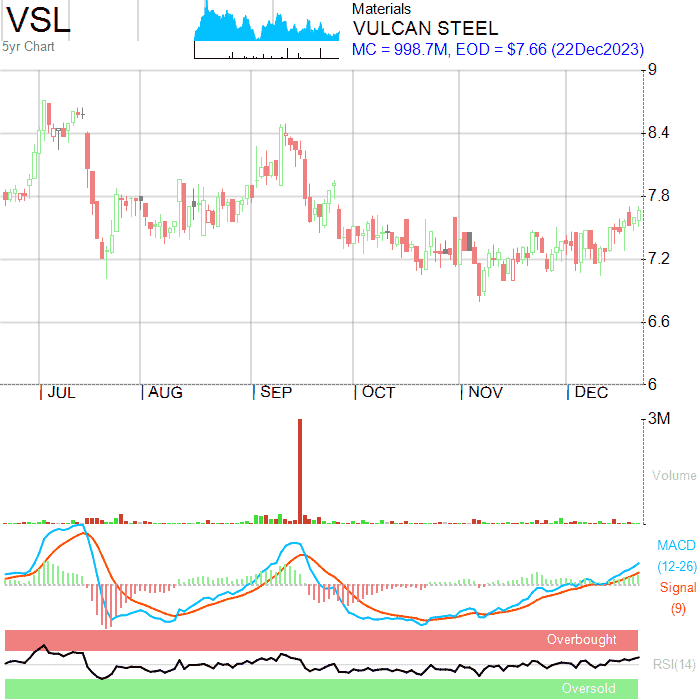 VSL
5yr Chart
Materials
VULCAN STEEL
MC = 998.7M, EOD = $7.66 (22Dec2023)
9
8.4
7.8
7.2
6.6
6
JUL AUG SEP OCT NOV DEC
3M
Volume
MACD
(12-26)
Signal
(9)
Overbought
RSI(14)
Oversold